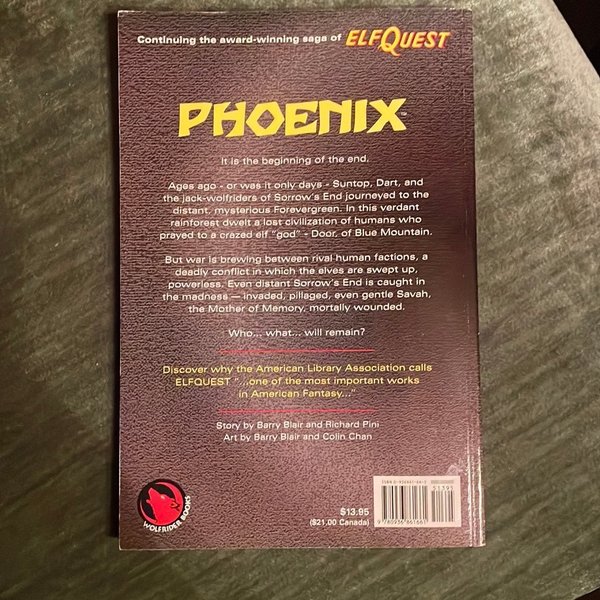 Continuing the award-winning saga of ELFQUEST
PHOENIX™
It is the beginning of the end.
Ages ago - or was it only days - Suntop, Dart, and
the jack-wolfriders of Sorrow's End journeyed to the
distant, mysterious Forevergreen. In this verdant
rainforest dwelt a lost civilization of humans who
prayed to a crazed elf "god" - Door, of Blue Mountain.
But war is brewing between rival human factions, a
deadly conflict in which the elves are swept up,
powerless. Even distant Sorrow's End is caught in
the madness — invaded, pillaged, even gentle Savah,
the Mother of Memory, mortally wounded.
Who... what... will remain?
Discover why the American Library Association calls
ELFQUEST "...one of the most important works
in American Fantasy..."
Story by Barry Blair and Richard Pini
Art by Barry Blair and Colin Chan
WOLFRIDER BOOKS
$13.95
($21.00 Canada)
51395
9 780936 861661